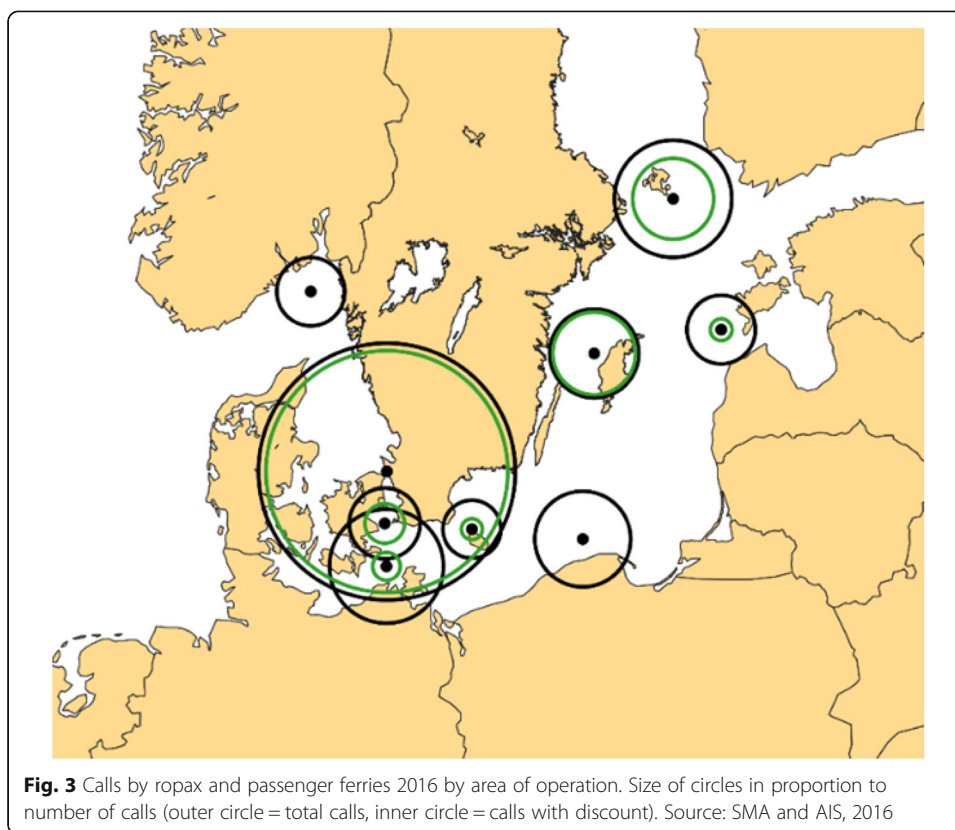 Fig. 3 Calls by ropax and passenger ferries 2016 by area of operation. Size of circles in proportion to
number of calls (outer circle = total calls, inner circle = calls with discount). Source: SMA and AIS, 2016